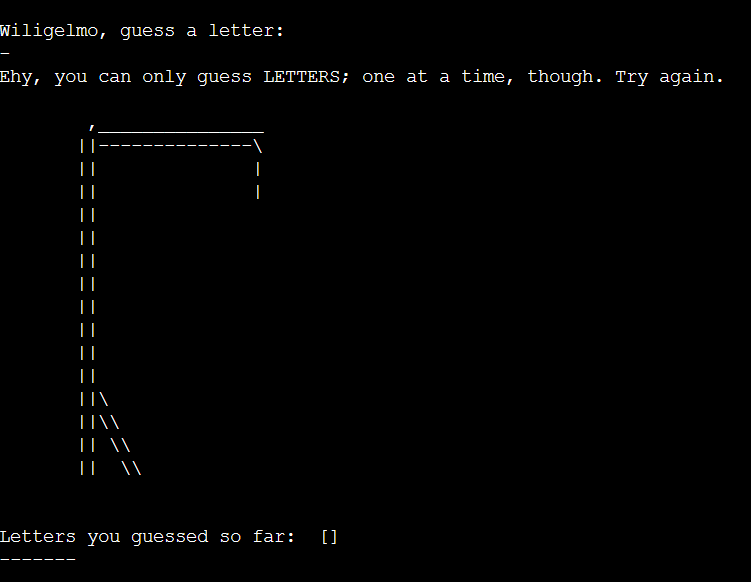 Wiligelmo, guess a letter:
-
Ehy, you can only guess LETTERS; one at a time, though. Try again.
Letters you guessed so far:  []
-------